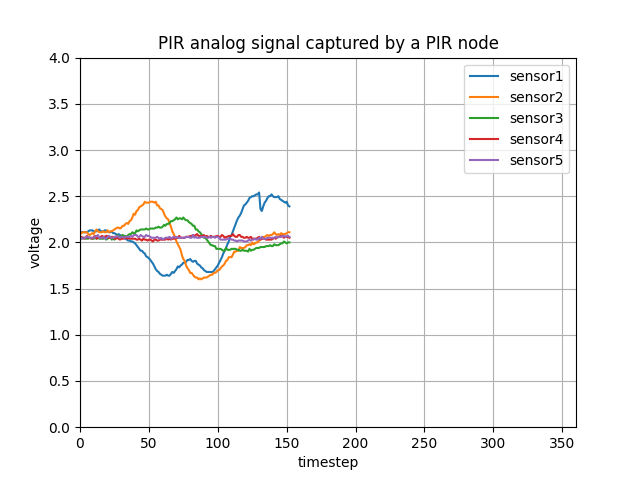 PIR analog signal captured by a PIR node
4.0
3.5
3.0
2.5
2.0
1.5
1.0
0.5
0.0
voltage
sensor1
sensor2
sensor3
sensor4
sensor5
0 50 100 150 200 250 300 350
timestep